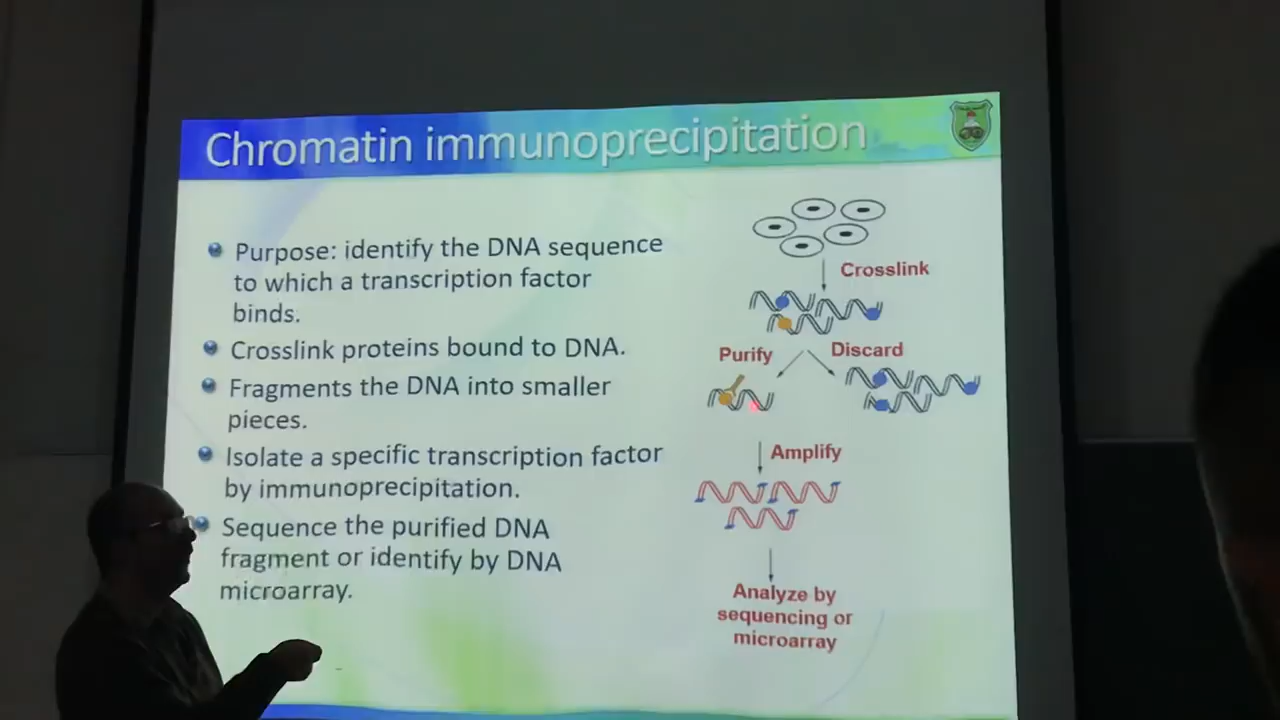 Chromatin immunoprecipitation
Purpose: identify the DNA sequence
to which a transcription factor
binds.
Crosslink proteins bound to DNA.
Fragments the DNA into smaller
pieces.
Isolate a specific transcription factor
by immunoprecipitation.
Sequence the purified DNA
fragment or identify by DNA
microarray.
Crosslink
Purify
Discard
Amplify
Analyze by
sequencing or
microarray